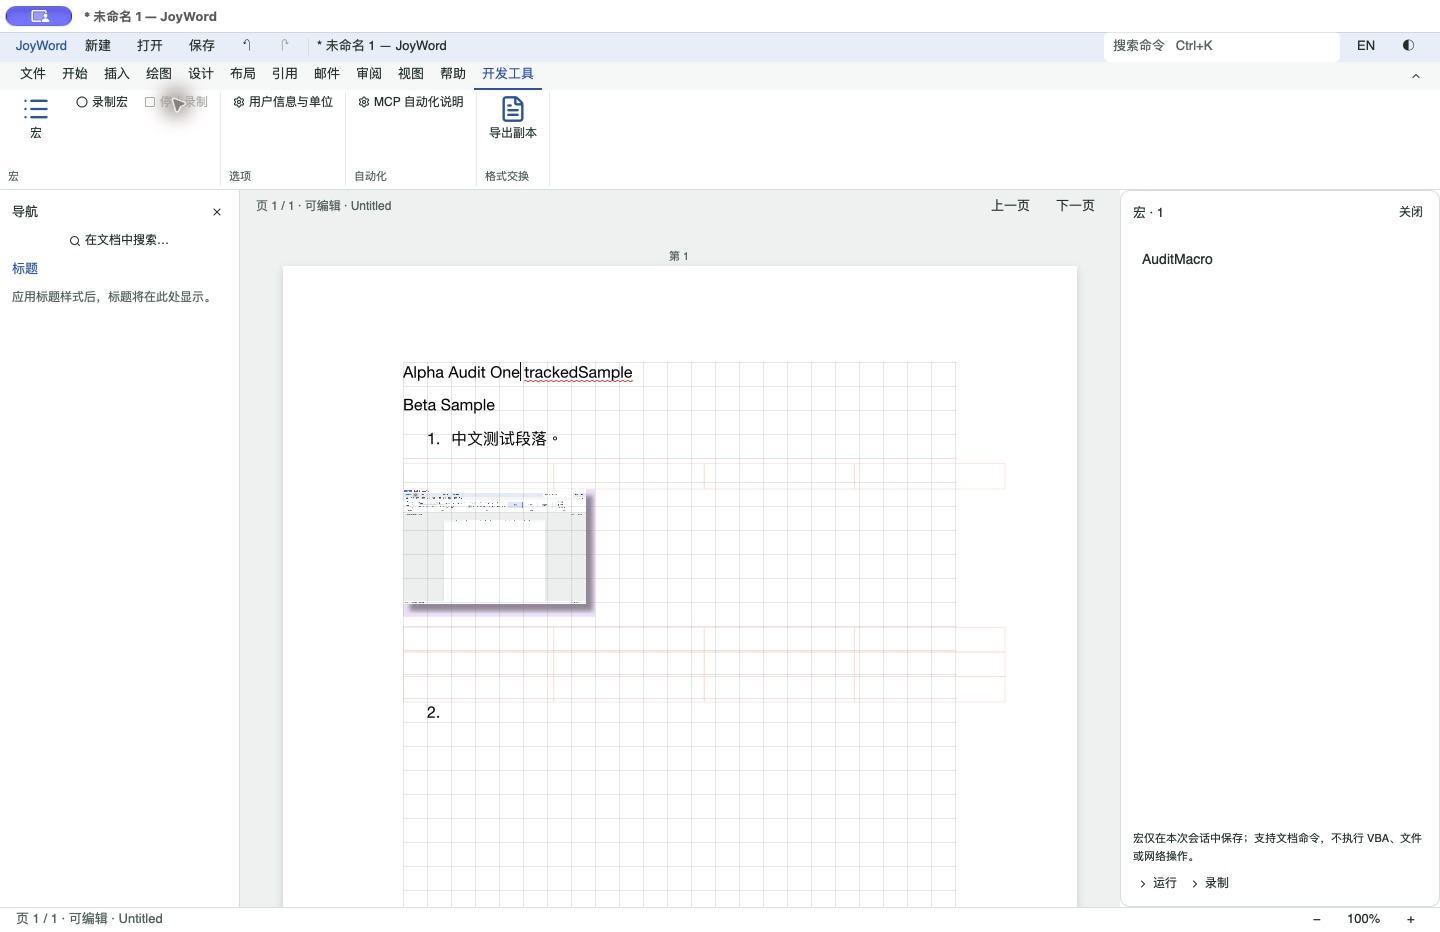 * 未命名 1 — JoyWord
JoyWord 新建 打开 保存 * 未命名 1 — JoyWord 搜索命令 Ctrl+K EN
文件 开始 插入 绘图 设计 布局 引用 邮件 审阅 视图 帮助 开发工具
录制宏 停止录制 用户信息与单位 MCP 自动化说明
宏 导出副本
宏 选项 自动化 格式交换
导航
在文档中搜索...
标题
应用标题样式后，标题将在此处显示。
页 1 / 1 · 可编辑 · Untitled 上一页 下一页
第 1
Alpha Audit One trackedSample
Beta Sample
1. 中文测试段落。
2.
宏 · 1 关闭
AuditMacro
宏仅在本次会话中保存；支持文档命令，不执行 VBA、文件
或网络操作。
运行 录制
页 1 / 1 · 可编辑 · Untitled − 100% +